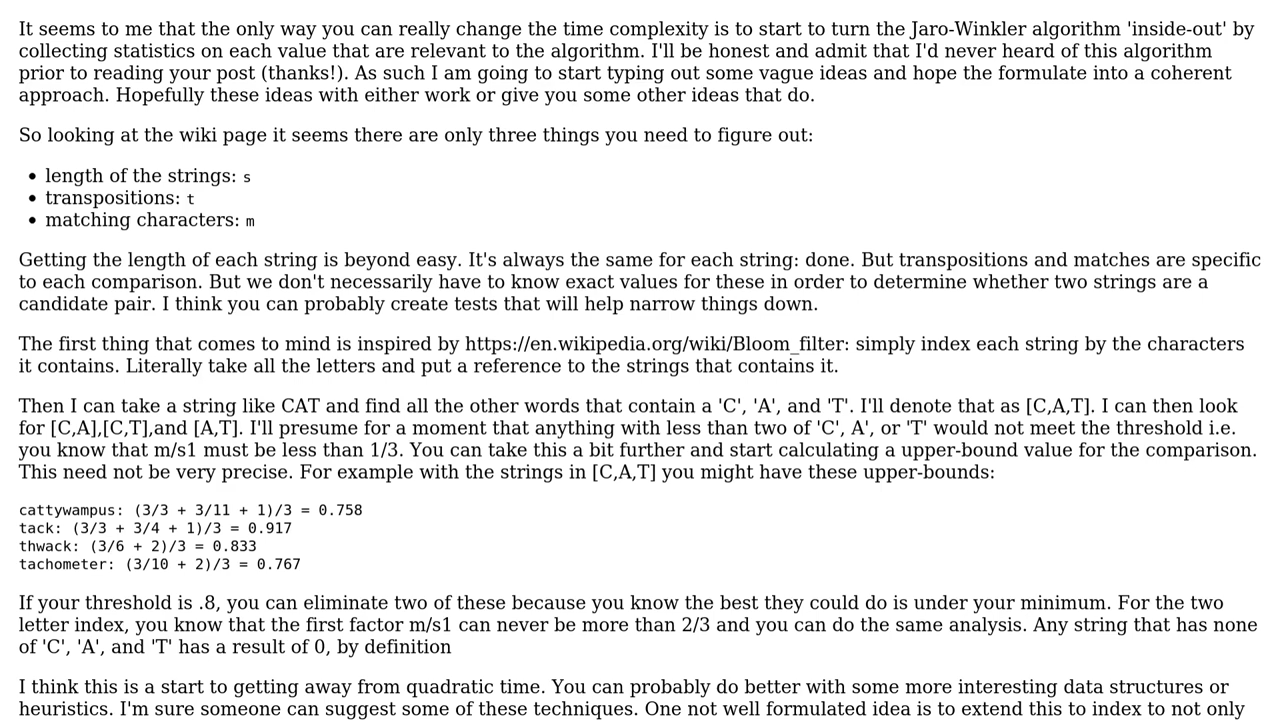 It seems to me that the only way you can really change the time complexity is to start to turn the Jaro-Winkler algorithm 'inside-out' by
collecting statistics on each value that are relevant to the algorithm. I'll be honest and admit that I'd never heard of this algorithm
prior to reading your post (thanks!). As such I am going to start typing out some vague ideas and hope the formulate into a coherent
approach. Hopefully these ideas with either work or give you some other ideas that do.
So looking at the wiki page it seems there are only three things you need to figure out:
• length of the strings: s
• transpositions: t
• matching characters: m
Getting the length of each string is beyond easy. It's always the same for each string: done. But transpositions and matches are specific
to each comparison. But we don't necessarily have to know exact values for these in order to determine whether two strings are a
candidate pair. I think you can probably create tests that will help narrow things down.
The first thing that comes to mind is inspired by https://en.wikipedia.org/wiki/Bloom_filter: simply index each string by the characters
it contains. Literally take all the letters and put a reference to the strings that contains it.
Then I can take a string like CAT and find all the other words that contain a 'C', 'A', and 'T'. I'll denote that as [C,A,T]. I can then look
for [C,A],[C,T],and [A,T]. I'll presume for a moment that anything with less than two of 'C', A', or 'T' would not meet the threshold i.e.
you know that m/s1 must be less than 1/3. You can take this a bit further and start calculating a upper-bound value for the comparison.
This need not be very precise. For example with the strings in [C,A,T] you might have these upper-bounds:
cattywampus: (3/3 + 3/11 + 1)/3 = 0.758
tack: (3/3 + 3/4 + 1)/3 = 0.917
thwack: (3/6 + 2)/3 = 0.833
tachometer: (3/10 + 2)/3 = 0.767
If your threshold is .8, you can eliminate two of these because you know the best they could do is under your minimum. For the two
letter index, you know that the first factor m/s1 can never be more than 2/3 and you can do the same analysis. Any string that has none
of 'C', 'A', and 'T' has a result of 0, by definition
I think this is a start to getting away from quadratic time. You can probably do better with some more interesting data structures or
heuristics. I'm sure someone can suggest some of these techniques. One not well formulated idea is to extend this to index to not only